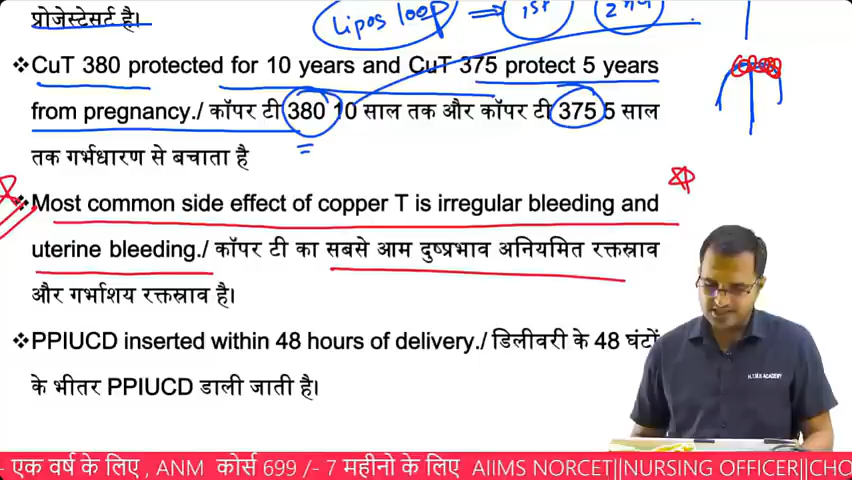 प्रोजेस्टेसर्ट है।
Lipos loop ⇒ 1st 2nd
❖CuT 380 protected for 10 years and CuT 375 protect 5 years
from pregnancy./ कॉपर टी 380 10 साल तक और कॉपर टी 375 5 साल
तक गर्भधारण से बचाता है
❖Most common side effect of copper T is irregular bleeding and
uterine bleeding./ कॉपर टी का सबसे आम दुष्प्रभाव अनियमित रक्तस्राव
और गर्भाशय रक्तस्राव है।
❖PPIUCD inserted within 48 hours of delivery./ डिलीवरी के 48 घंटों
के भीतर PPIUCD डाली जाती है।
- एक वर्ष के लिए , ANM कोर्स 699 /- 7 महीनो के लिए AIIMS NORCET||NURSING OFFICER||CHO